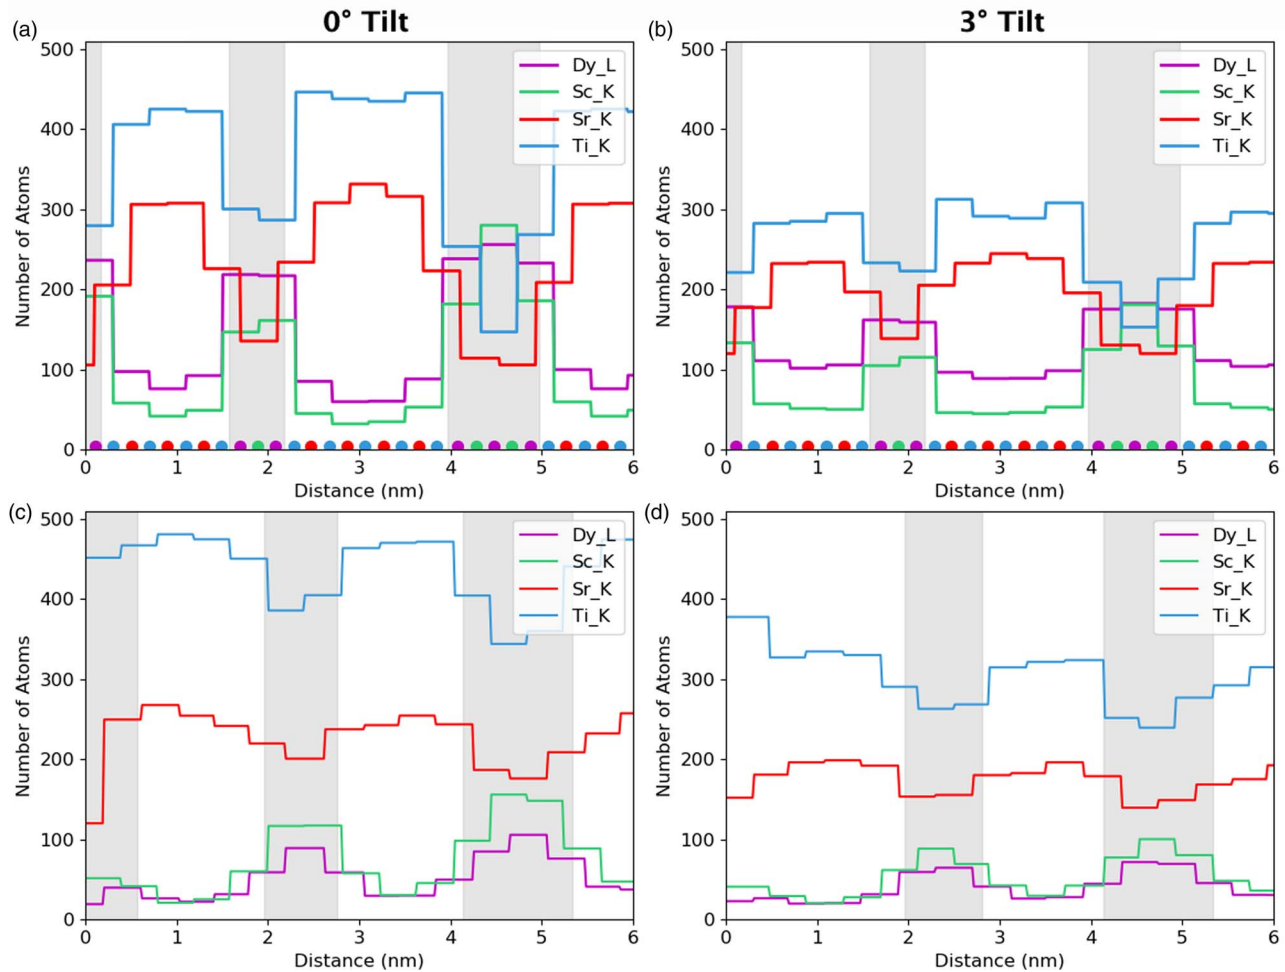 (a)
0° Tilt
(b)
3° Tilt
500
400
300
200
100
0
Number of Atoms
Dy_L
Sc_K
Sr_K
Ti_K
0 1 2 3 4 5 6
Distance (nm)
500
400
300
200
100
0
Number of Atoms
Dy_L
Sc_K
Sr_K
Ti_K
0 1 2 3 4 5 6
Distance (nm)
(c)
500
400
300
200
100
0
Number of Atoms
Dy_L
Sc_K
Sr_K
Ti_K
0 1 2 3 4 5 6
Distance (nm)
(d)
500
400
300
200
100
0
Number of Atoms
Dy_L
Sc_K
Sr_K
Ti_K
0 1 2 3 4 5 6
Distance (nm)